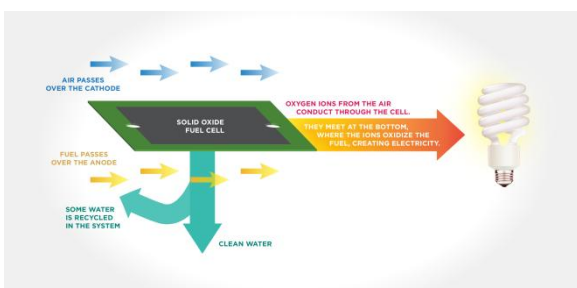 AIR PASSES
OVER THE CATHODE
SOLID OXIDE
FUEL CELL
OXYGEN IONS FROM THE AIR
CONDUCT THROUGH THE CELL.
THEY MEET AT THE BOTTOM,
WHERE THE IONS OXIDIZE THE
FUEL, CREATING ELECTRICITY.
FUEL PASSES
OVER THE ANODE
SOME WATER
IS RECYCLED
IN THE SYSTEM
CLEAN WATER